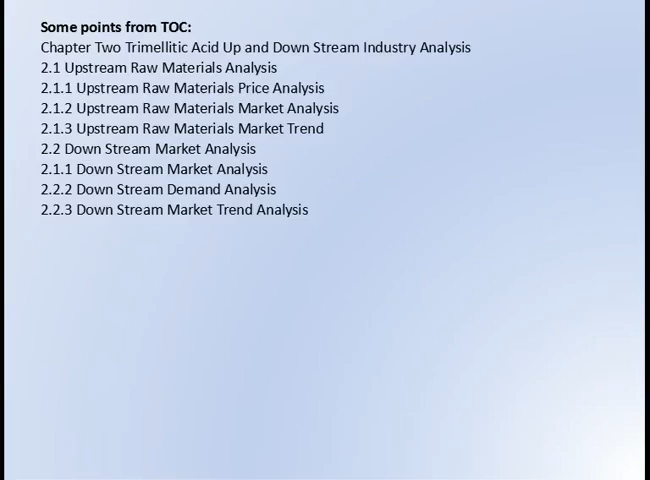 Some points from TOC:
Chapter Two Trimellitic Acid Up and Down Stream Industry Analysis
2.1 Upstream Raw Materials Analysis
2.1.1 Upstream Raw Materials Price Analysis
2.1.2 Upstream Raw Materials Market Analysis
2.1.3 Upstream Raw Materials Market Trend
2.2 Down Stream Market Analysis
2.1.1 Down Stream Market Analysis
2.2.2 Down Stream Demand Analysis
2.2.3 Down Stream Market Trend Analysis